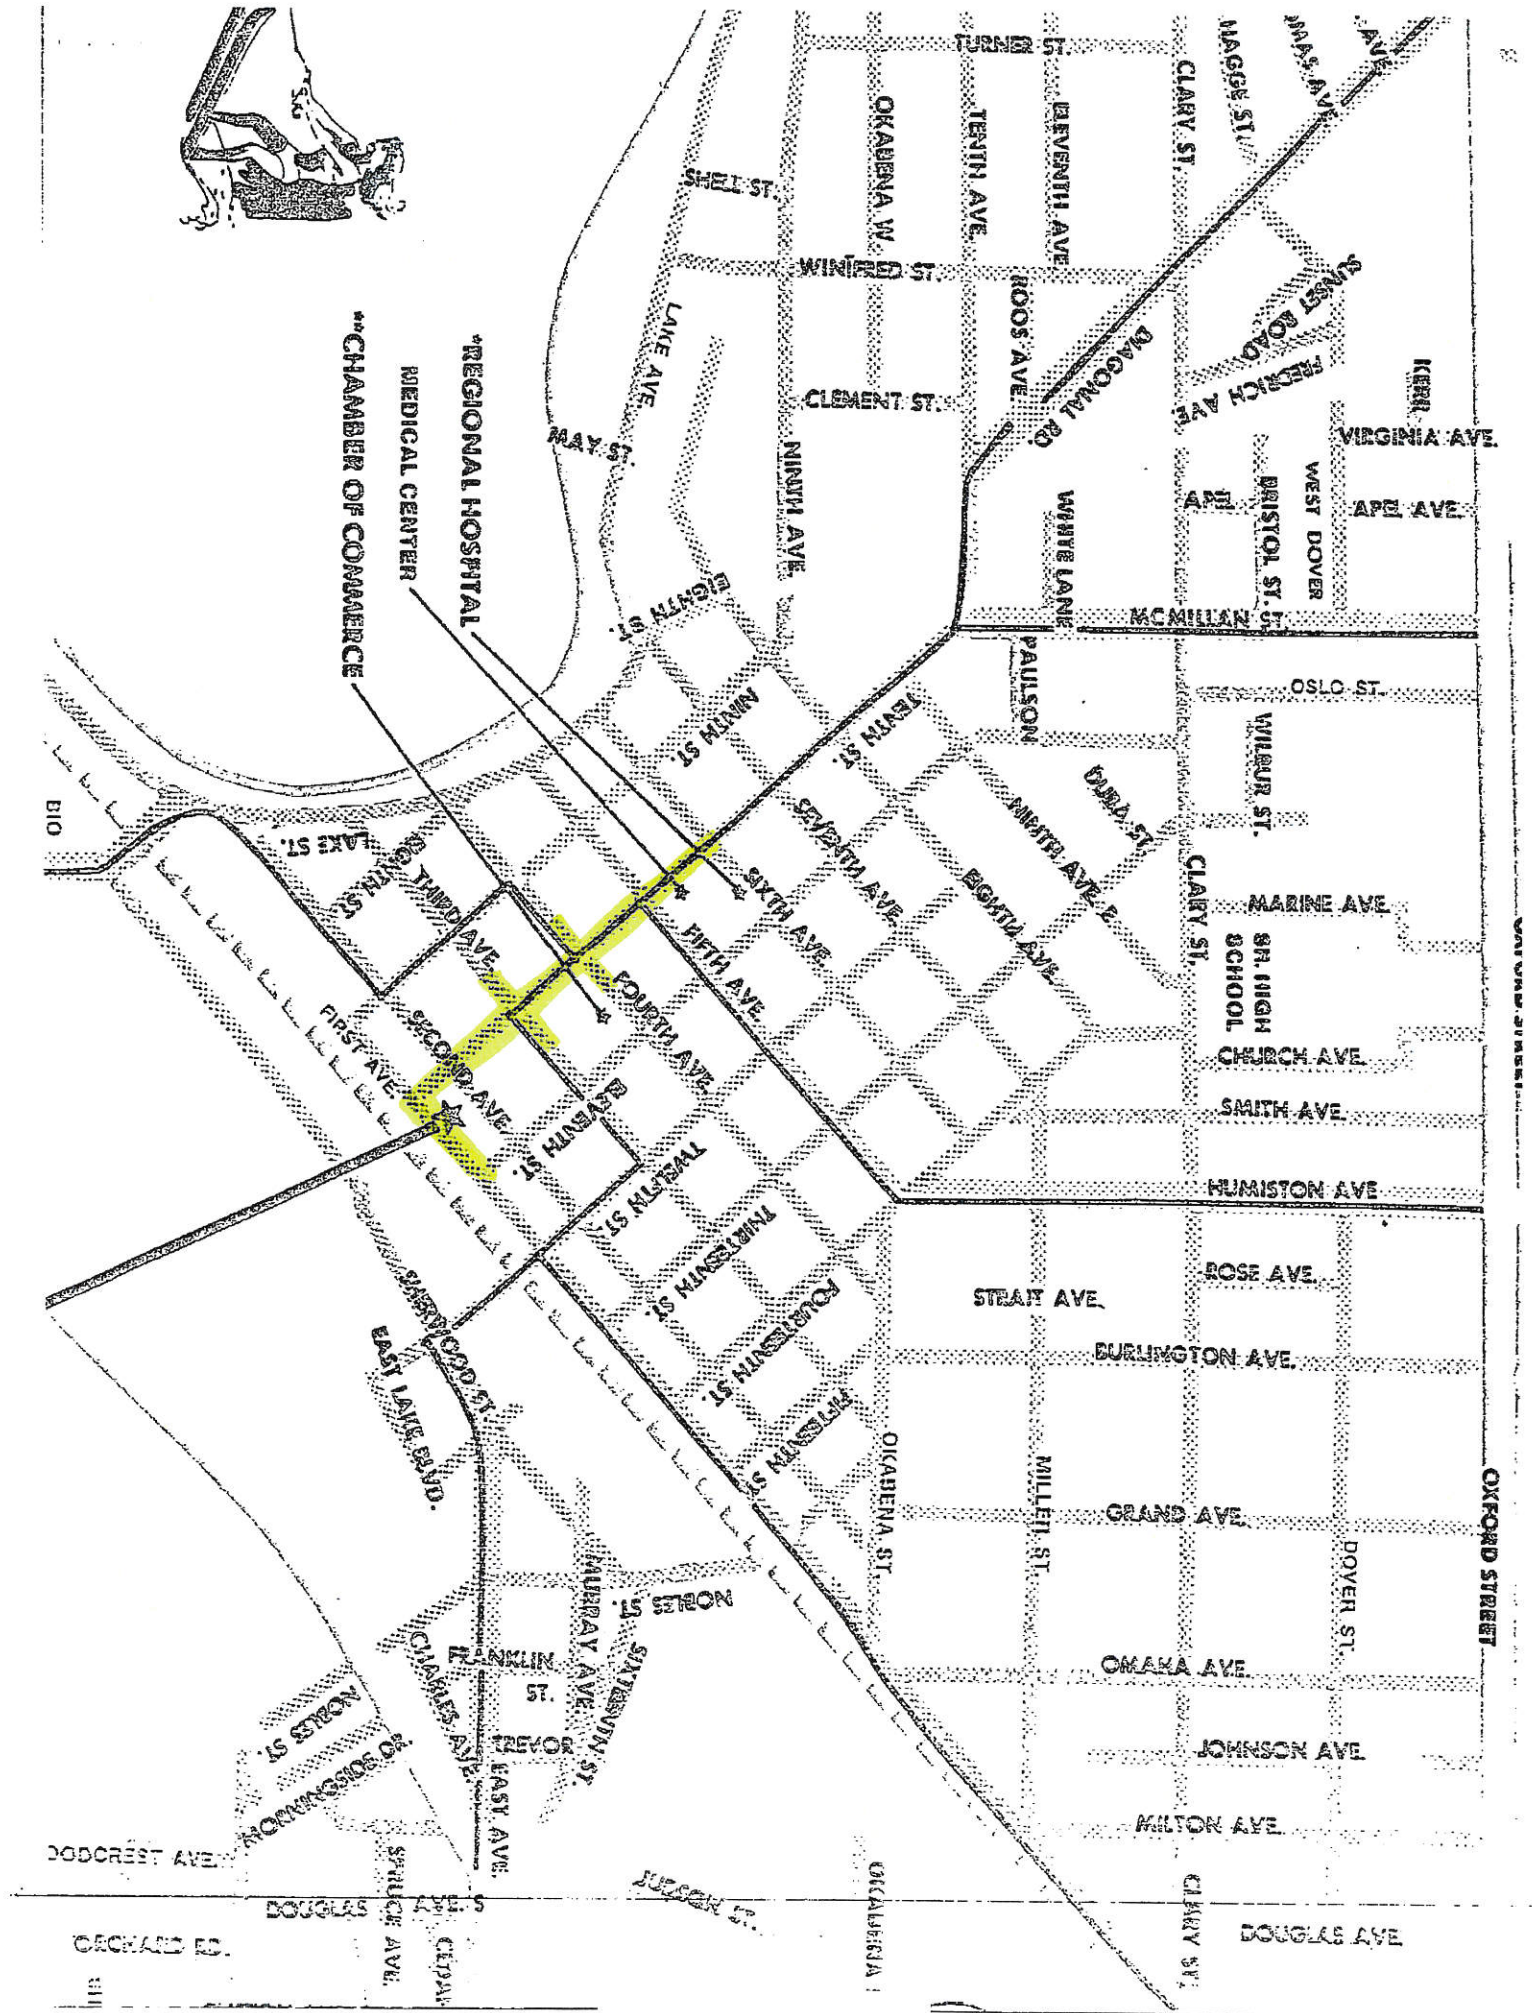 TURNER ST.
CLARY ST.
HAGGE ST.
AVE.
OKABENA W.
TENTH AVE.
ELEVENTH AVE
SHELL ST.
WINIFRED ST.
SUNSET ROAD
LAKE AVE.
ROOS AVE.
DIAGONAL RD.
FREDRICH AVE
KERR
CLEMENT ST.
VIRGINIA AVE.
MAY ST.
NINTH AVE.
WHITE LANE
APEL
BRISTOL ST.
WEST DOVER
APEL AVE.
*REGIONAL HOSPITAL
MEDICAL CENTER
**CHAMBER OF COMMERCE
EIGHTH ST.
MCMILLAN ST.
PAULSON
OSLO ST.
NINTH ST.
TENTH ST.
WILBUR ST.
DUBA ST.
BIO
LAKE ST.
EIGHTH ST.
THIRD AVE.
SIXTH AVE.
SEVENTH AVE.
EIGHTH AVE
NINTH AVE E
CLARY ST.
MARINE AVE.
SR. HIGH
SCHOOL
FIFTH AVE.
FOURTH AVE.
FIRST AVE.
SECOND AVE.
CHURCH AVE.
SMITH AVE.
ELEVENTH ST.
TWELFTH ST.
HUMISTON AVE
THIRTEENTH ST.
FOURTEENTH ST.
FIFTEENTH S
STRAIT AVE.
ROSE AVE.
BURLINGTON AVE.
SHERWOOD ST.
EAST LAKE BLVD.
OKABENA ST.
MILLER ST.
GRAND AVE.
DOVER ST.
OXFORD STREET
NOBLES ST.
MURRAY AVE
CHARLES AVE.
FRANKLIN
ST.
OMAHA AVE.
NOBLES ST.
MORNINGSIDE DR.
TREVOR
EAST AVE.
JOHNSON AVE.
MILTON AVE.
SPRUCE AVE.
DOUGLAS AVE. S
JUDSON ST.
CLARY ST.
DOUGLAS AVE.
ORCHARD RD.